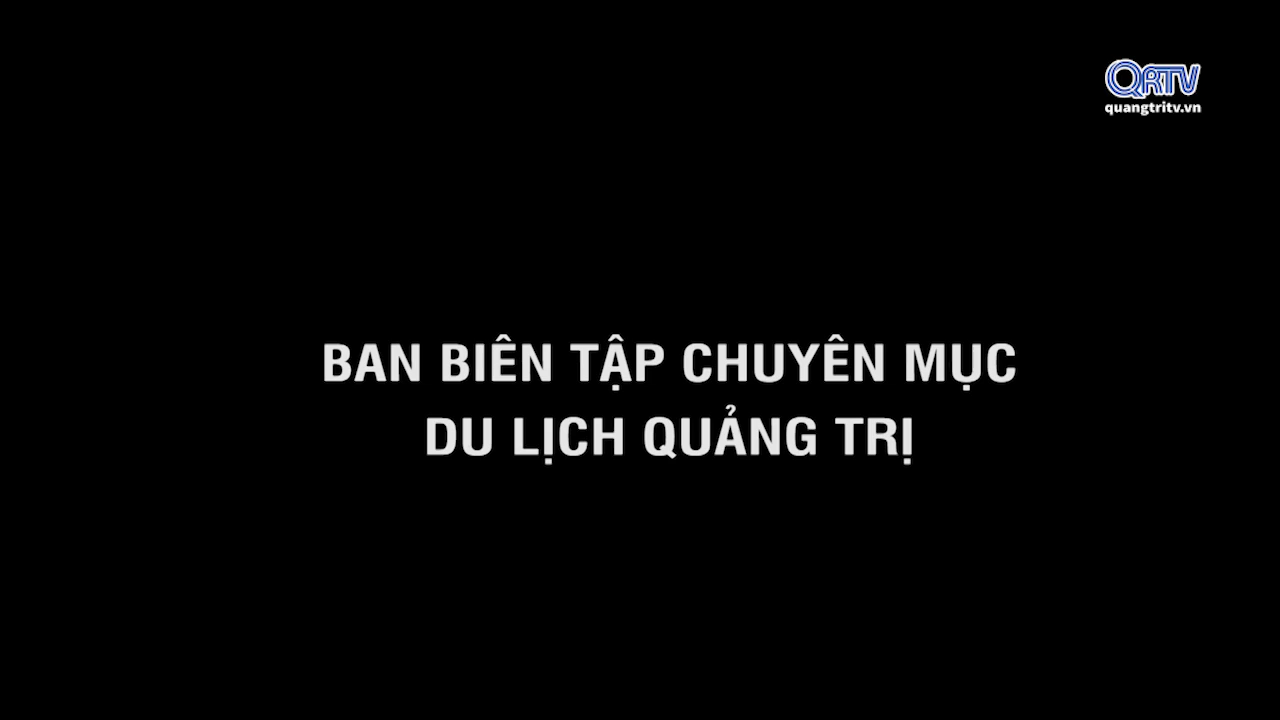 QRTV
quangtritv.vn
BAN BIÊN TẬP CHUYÊN MỤC
DU LỊCH QUẢNG TRỊ